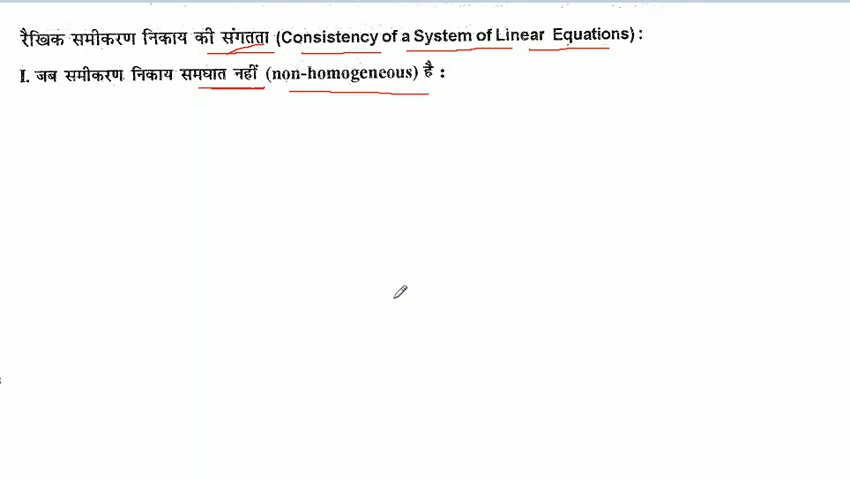 रैखिक समीकरण निकाय की संगतता (Consistency of a System of Linear Equations) :
I. जब समीकरण निकाय समघात नहीं (non-homogeneous) है :